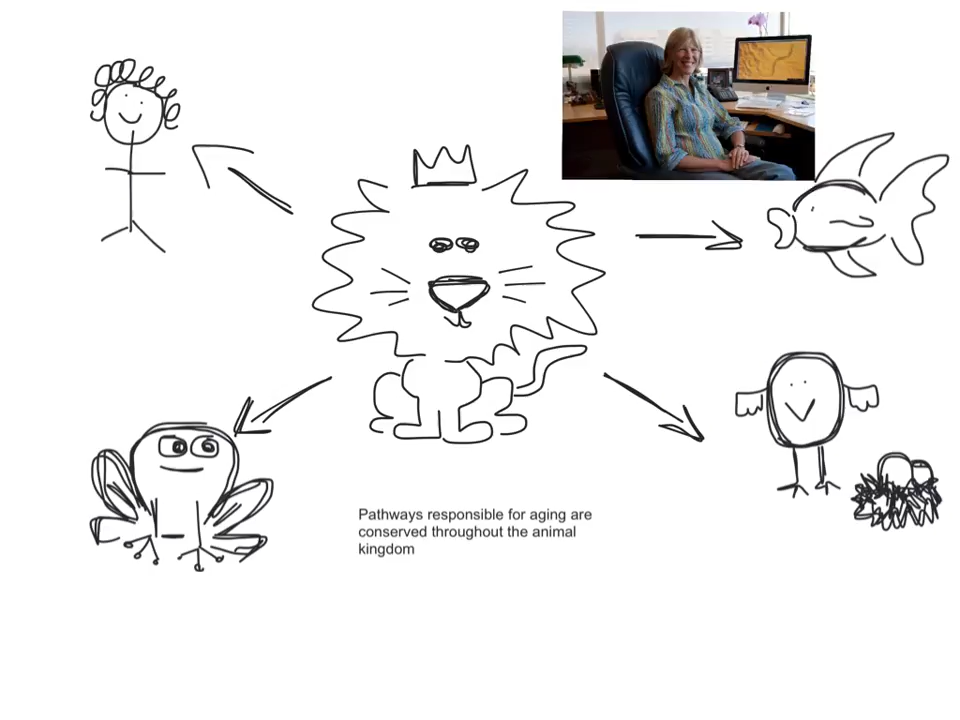 Pathways responsible for aging are
conserved throughout the animal
kingdom